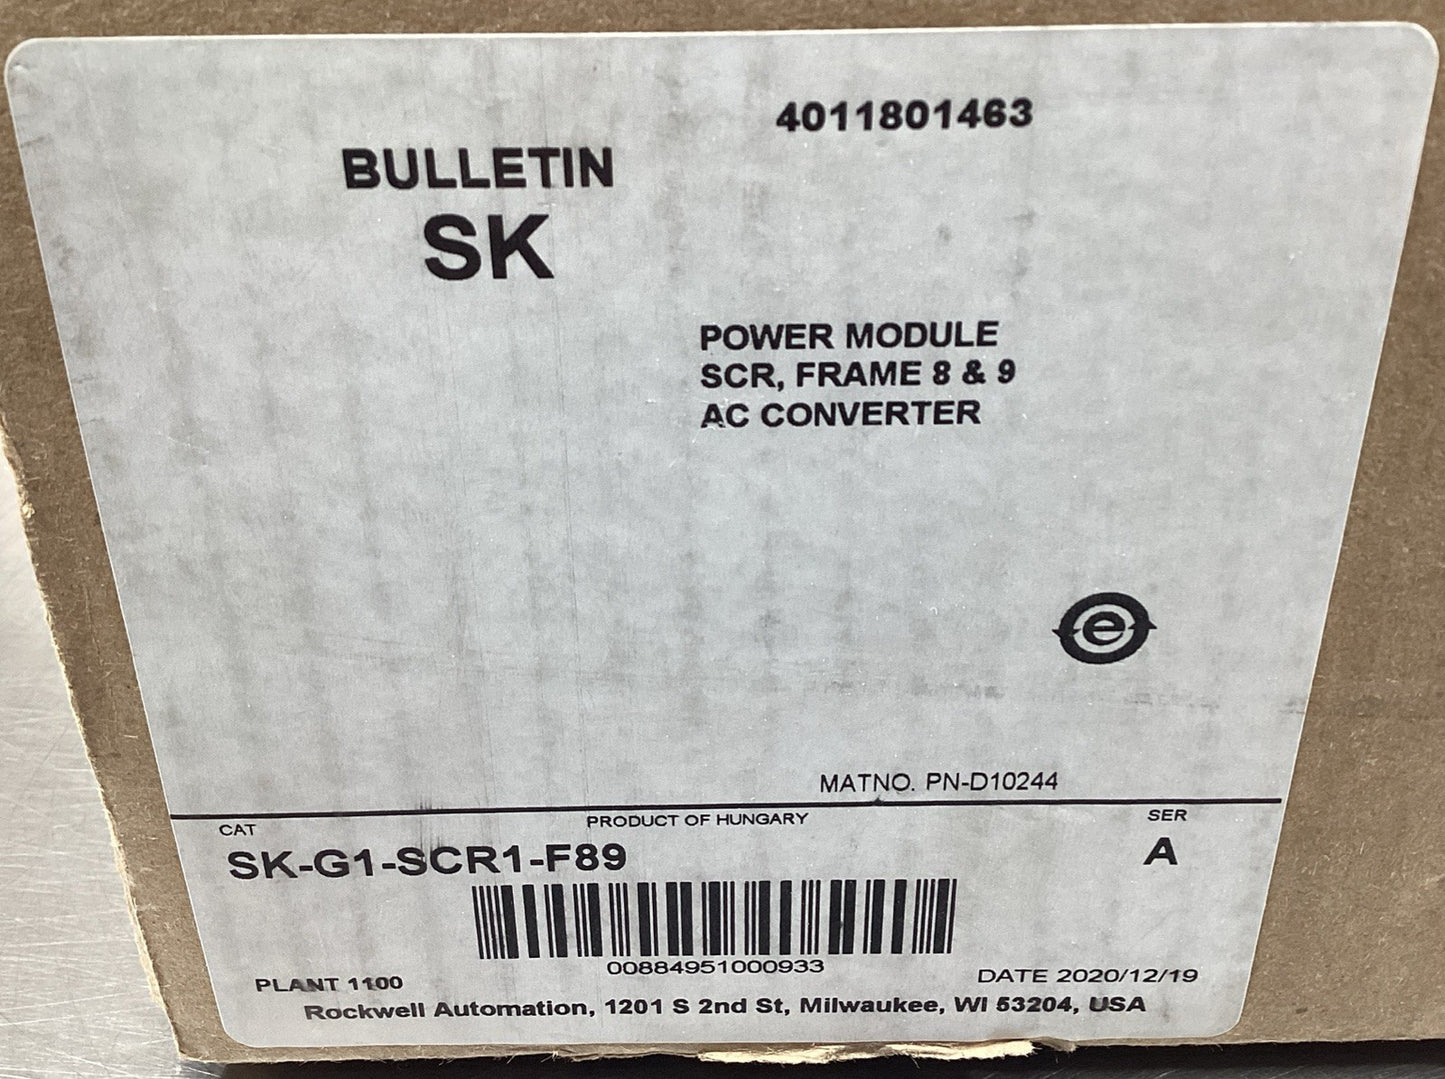 4011801463
BULLETIN
SK
POWER MODULE
SCR, FRAME 8 & 9
AC CONVERTER
e
MATNO. PN-D10244
CAT
PRODUCT OF HUNGARY
SER
SK-G1-SCR1-F89
A
00884951000933
PLANT 1100
DATE 2020/12/19
Rockwell Automation, 1201 S 2nd St, Milwaukee, WI 53204, USA